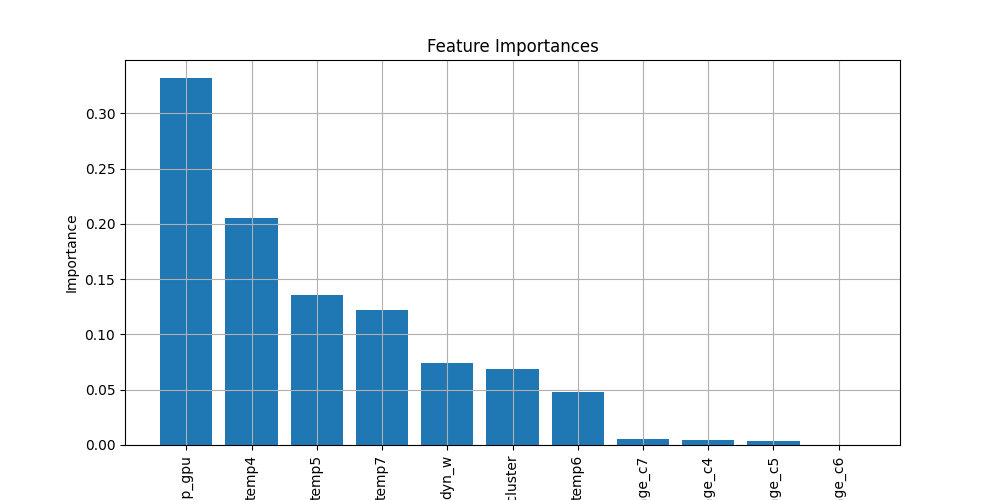 Feature Importances
Importance
0.30
0.25
0.20
0.15
0.10
0.05
0.00
p_gpu
temp4
temp5
temp7
dyn_w
cluster
temp6
ge_c7
ge_c4
ge_c5
ge_c6